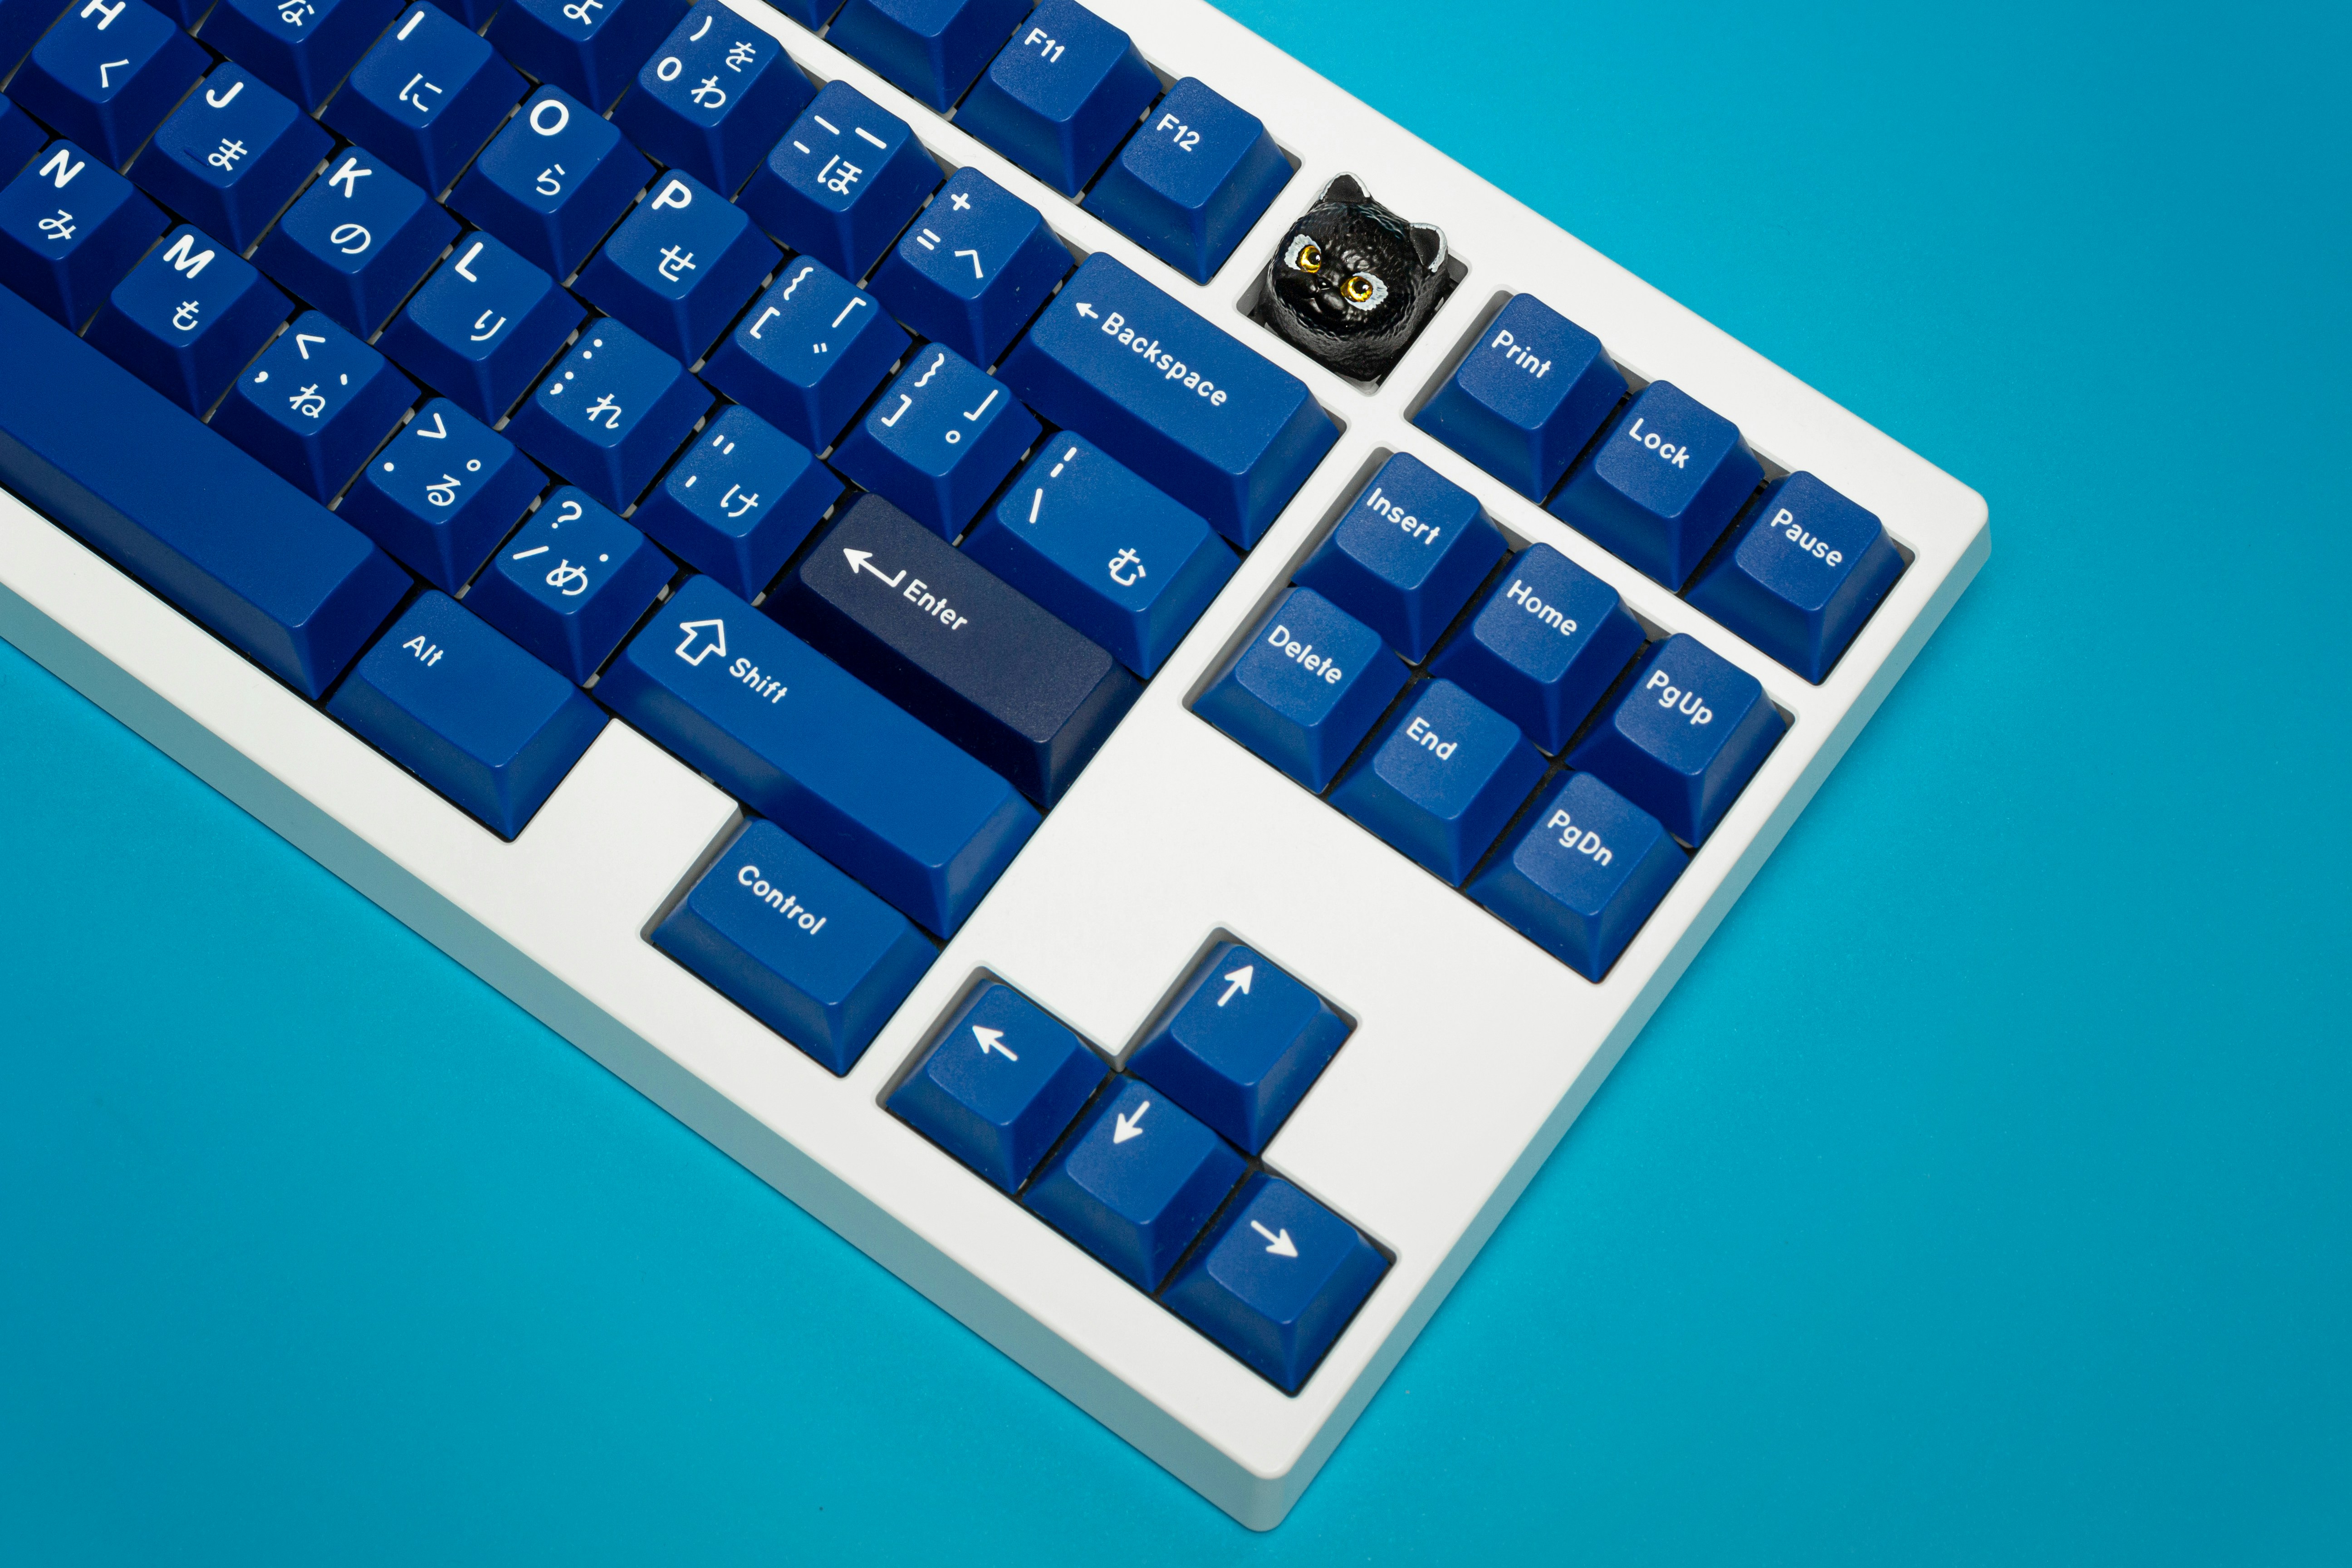 F11
F12
Print
Lock
Pause
) を
0 わ
_ ー
- ほ
+
= へ
← Backspace
Insert
Home
PgUp
な
I
に
O
ら
P
せ
{ 「
[ ゛
} 」
] ゜
¦
\ む
Delete
End
PgDn
H
く
J
ま
K
の
L
り
:
; れ
"
' け
Enter
N
み
M
も
< 、
, ね
> 。
. る
? ・
/ め
Shift
↑
Alt
Control
←
↓
→